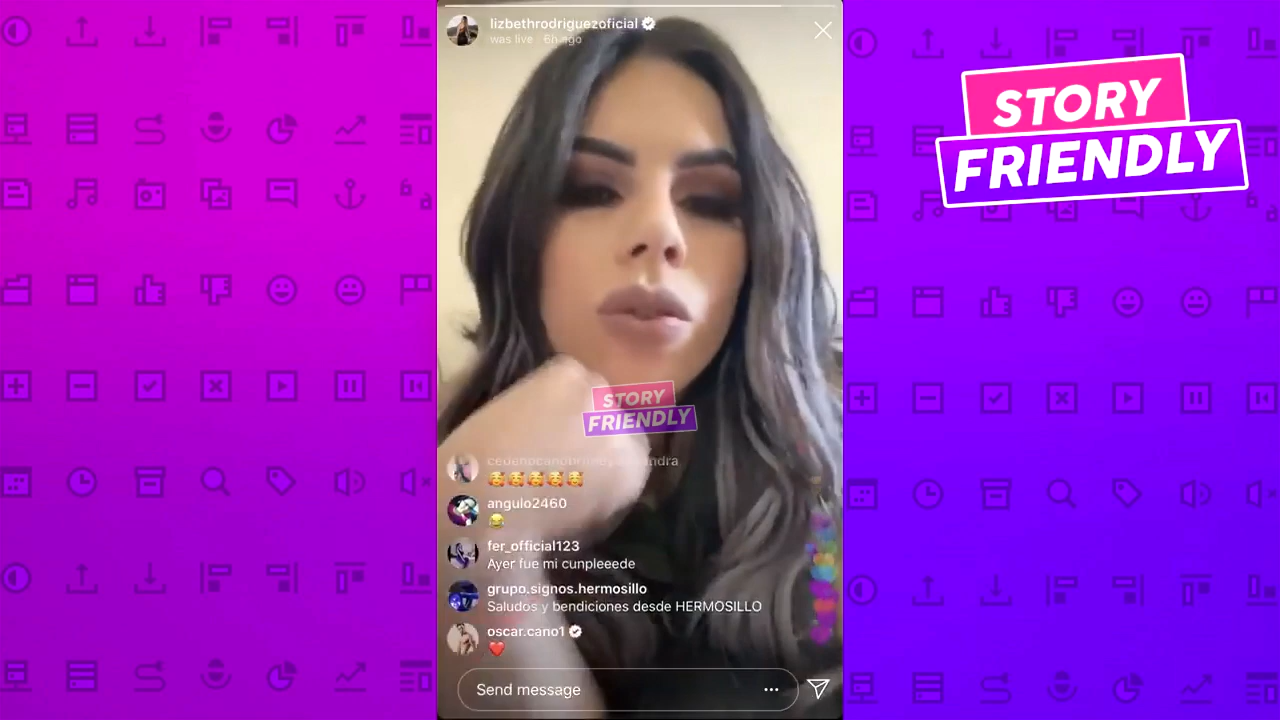 lizbethrodriguezoficial
was live · 6h ago
STORY
FRIENDLY
STORY
FRIENDLY
🥰🥰🥰🥰🥰
angulo2460
😂
fer_official123
Ayer fue mi cunpleeede
grupo.signos.hermosillo
Saludos y bendiciones desde HERMOSILLO
oscar.cano1
❤️
Send message